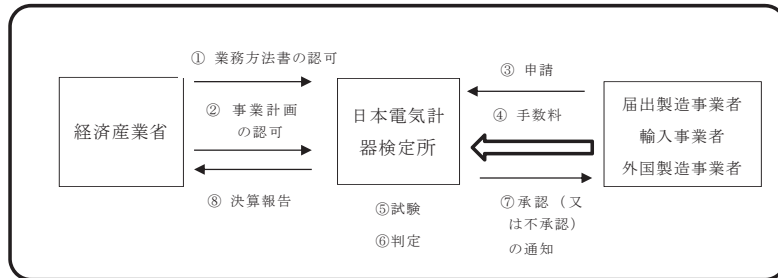 ① 業務方法書の認可
③ 申請
経済産業省
② 事業計画
の認可
日本電気計
器検定所
④ 手数料
届出製造事業者
輸入事業者
外国製造事業者
⑧ 決算報告
⑤試験
⑥判定
⑦承認（又
は不承認）
の通知